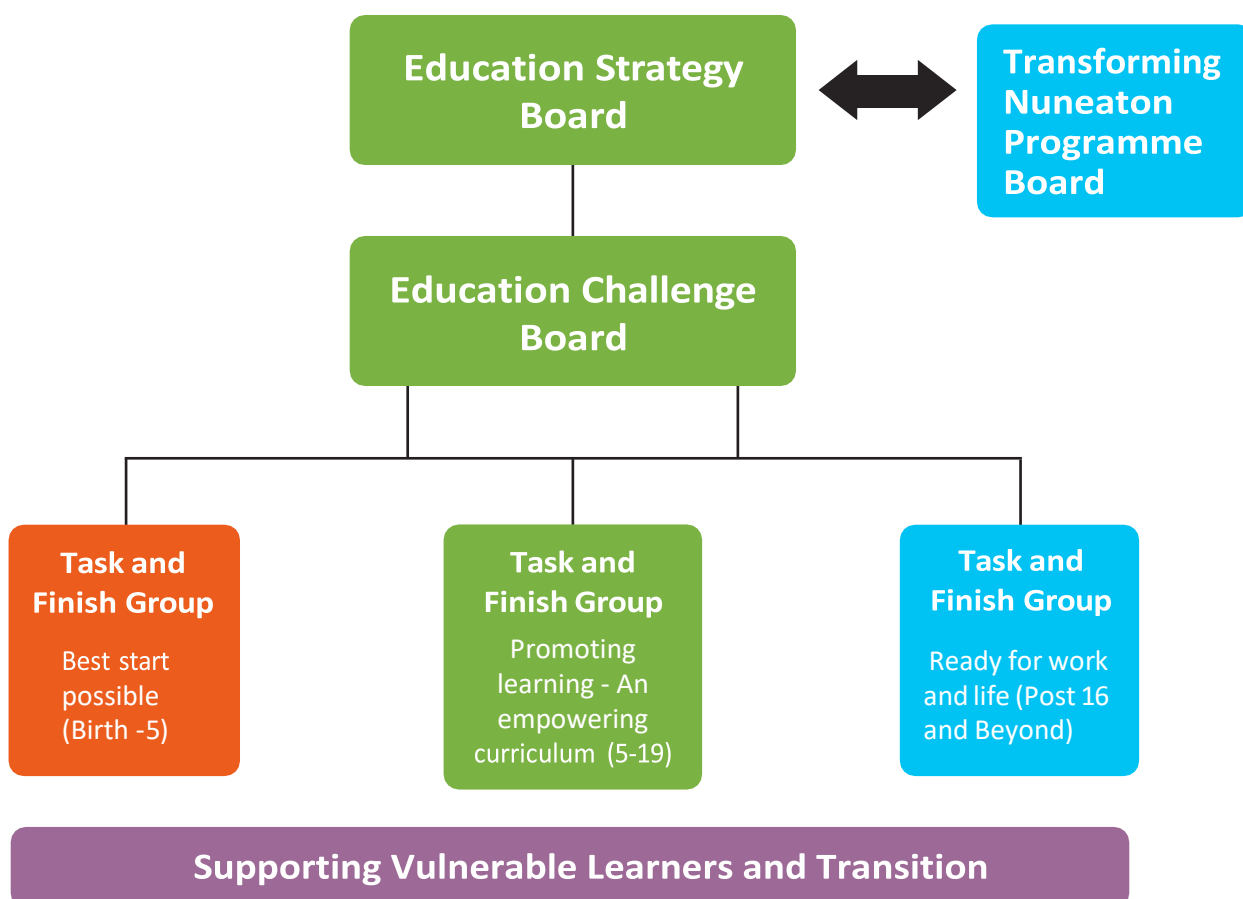 Education Strategy
Board
Transforming
Nuneaton
Programme
Board
Education Challenge
Board
Task and
Finish Group
Best start
possible
(Birth -5)
Task and
Finish Group
Promoting
learning - An
empowering
curriculum (5-19)
Task and
Finish Group
Ready for work
and life (Post 16
and Beyond)
Supporting Vulnerable Learners and Transition